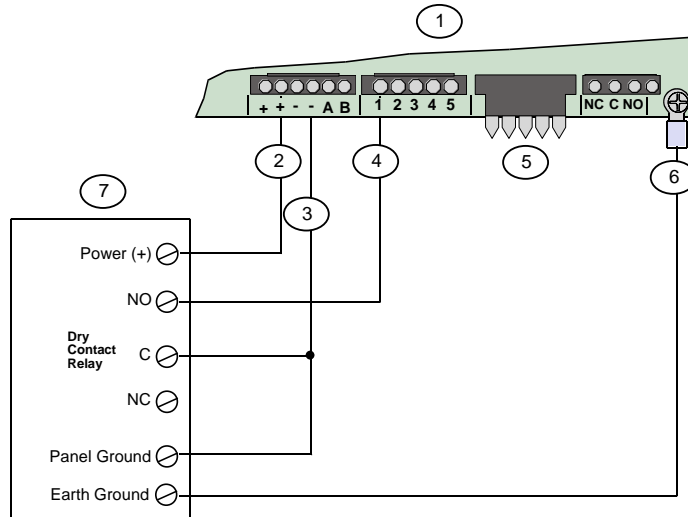 1
+ + - - A B 1 2 3 4 5 NC C NO
2 4 5 6
7 3
Power (+)
NO
Dry
Contact
Relay
C
NC
Panel Ground
Earth Ground